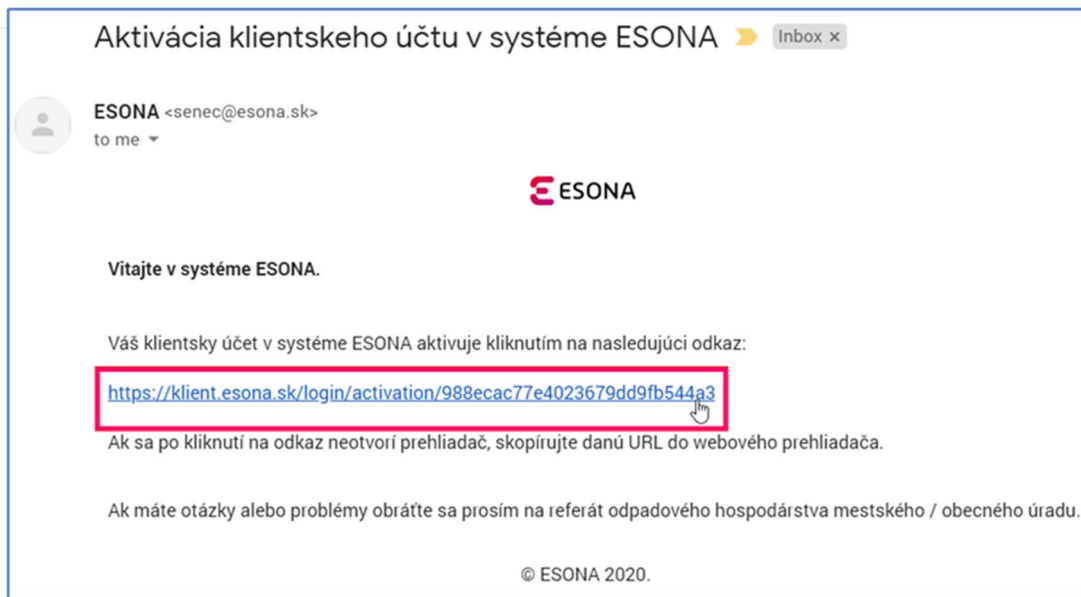 Aktivácia klientskeho účtu v systéme ESONA Inbox ×
ESONA <senec@esona.sk>
to me
ESONA
Vitajte v systéme ESONA.
Váš klientsky účet v systéme ESONA aktivuje kliknutím na nasledujúci odkaz:
https://klient.esona.sk/login/activation/988ecac77e4023679dd9fb544a3
Ak sa po kliknutí na odkaz neotvorí prehliadač, skopírujte danú URL do webového prehliadača.
Ak máte otázky alebo problémy obráťte sa prosím na referát odpadového hospodárstva mestského / obecného úradu.
© ESONA 2020.